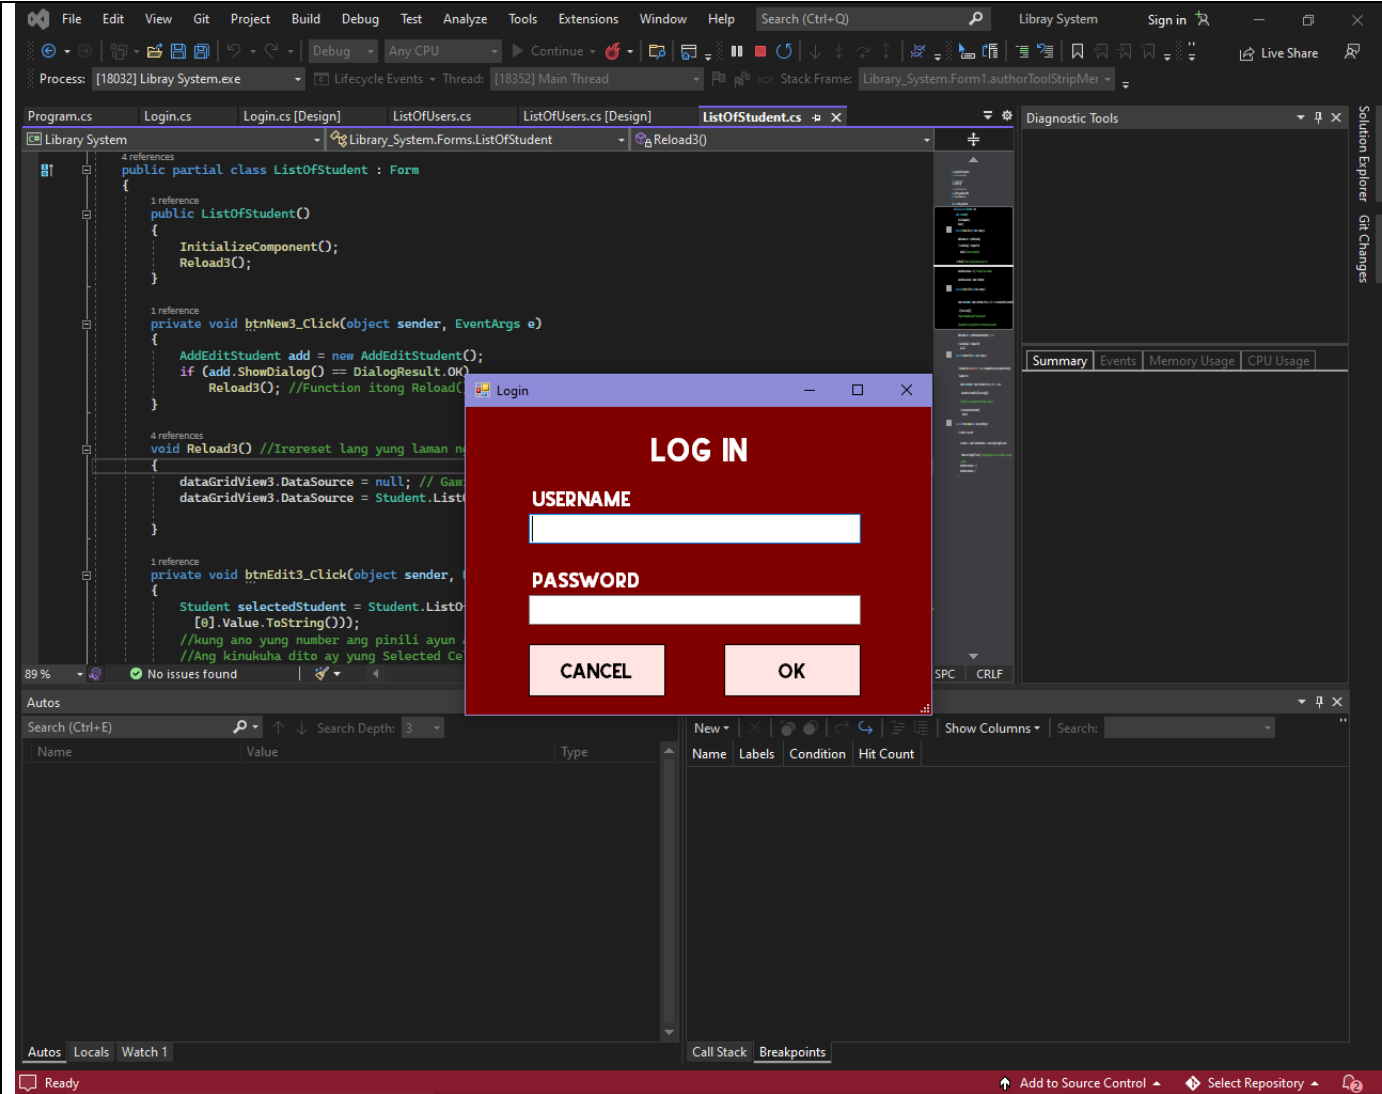 File Edit View Git Project Build Debug Test Analyze Tools Extensions Window Help Search (Ctrl+Q) Libray System Sign in
Debug Any CPU Continue Live Share
Process: [18032] Libray System.exe Lifecycle Events Thread: [18352] Main Thread Stack Frame: Library_System.Form1.authorToolStripMe
Program.cs Login.cs Login.cs [Design] ListOfUsers.cs ListOfUsers.cs [Design] ListOfStudent.cs
Library System Library_System.Forms.ListOfStudent Reload3()
4 references
public partial class ListOfStudent : Form
{
1 reference
public ListOfStudent()
{
InitializeComponent();
Reload3();
}
1 reference
private void btnNew3_Click(object sender, EventArgs e)
{
AddEditStudent add = new AddEditStudent();
if (add.ShowDialog() == DialogResult.OK)
Reload3(); //Function itong Reload(
}
4 references
void Reload3() //Irereset lang yung laman n
{
dataGridView3.DataSource = null; // Gaw
dataGridView3.DataSource = Student.List
}
1 reference
private void btnEdit3_Click(object sender,
{
Student selectedStudent = Student.ListO
[0].Value.ToString()));
//kung ano yung number ang pinili ayun
//Ang kinukuha dito ay yung Selected Ce
89 % No issues found SPC CRLF
Login
LOG IN
USERNAME
PASSWORD
CANCEL OK
Diagnostic Tools
Summary Events Memory Usage CPU Usage
Solution Explorer
Git Changes
Autos
Search (Ctrl+E) Search Depth: 3
Name Value Type
Autos Locals Watch 1
New Show Columns Search:
Name Labels Condition Hit Count
Call Stack Breakpoints
Ready Add to Source Control Select Repository 2